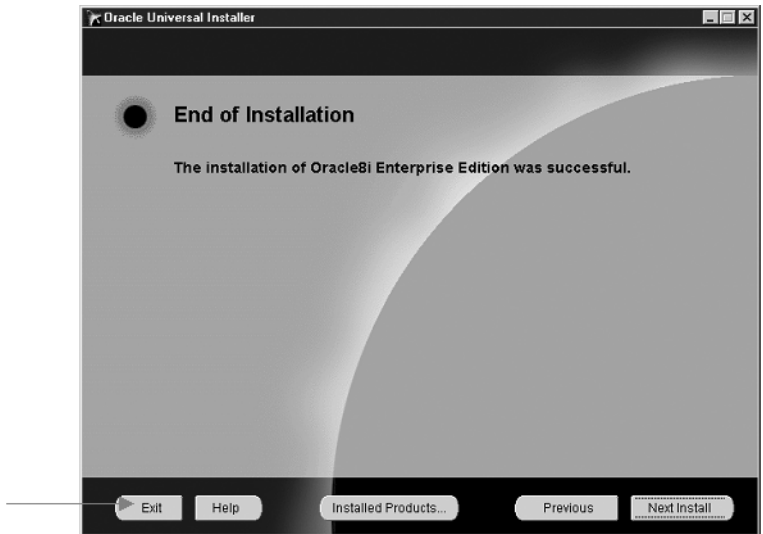 Oracle Universal Installer
End of Installation
The installation of Oracle8i Enterprise Edition was successful.
Exit Help Installed Products... Previous Next Install